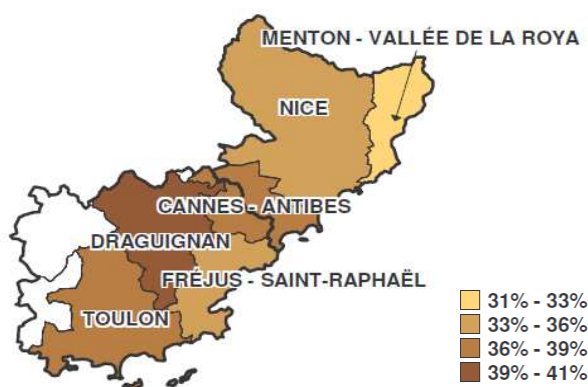 MENTON - VALLÉE DE LA ROYA
NICE
CANNES - ANTIBES
DRAGUIGNAN
FRÉJUS - SAINT-RAPHAËL
TOULON
31% - 33%
33% - 36%
36% - 39%
39% - 41%